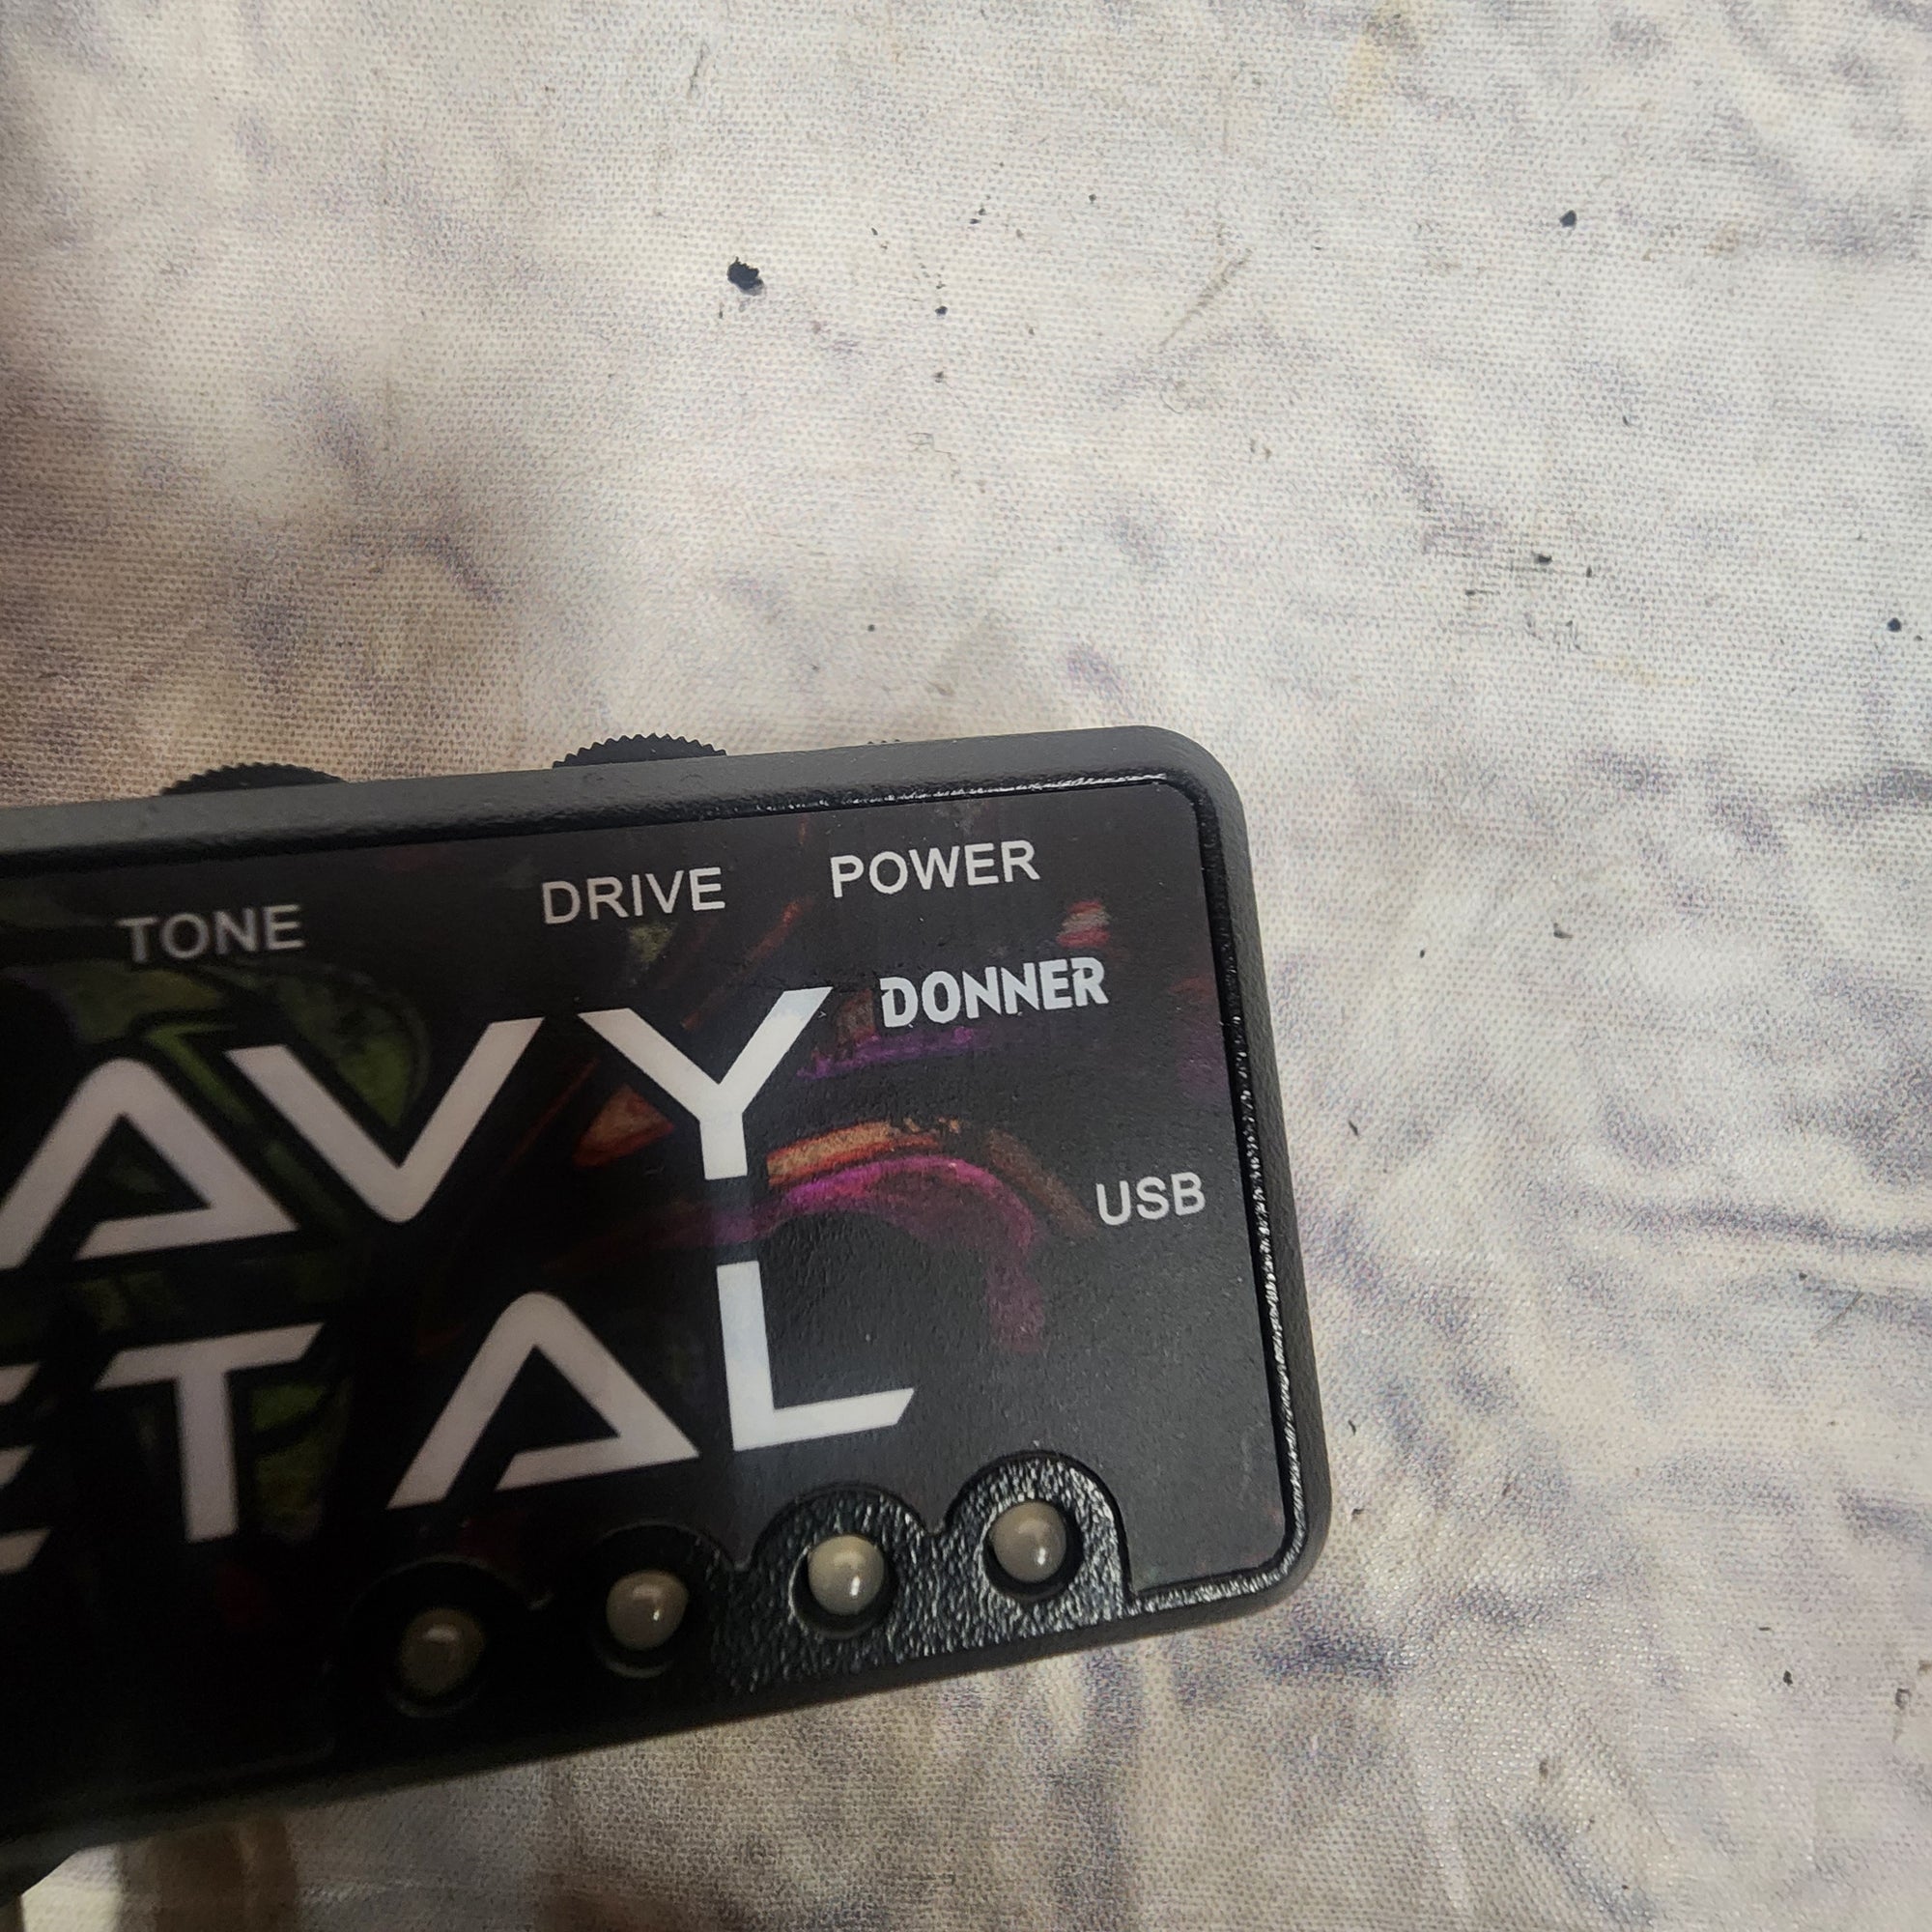 TONE DRIVE POWER
DONNER
AVY
USB
ETAL